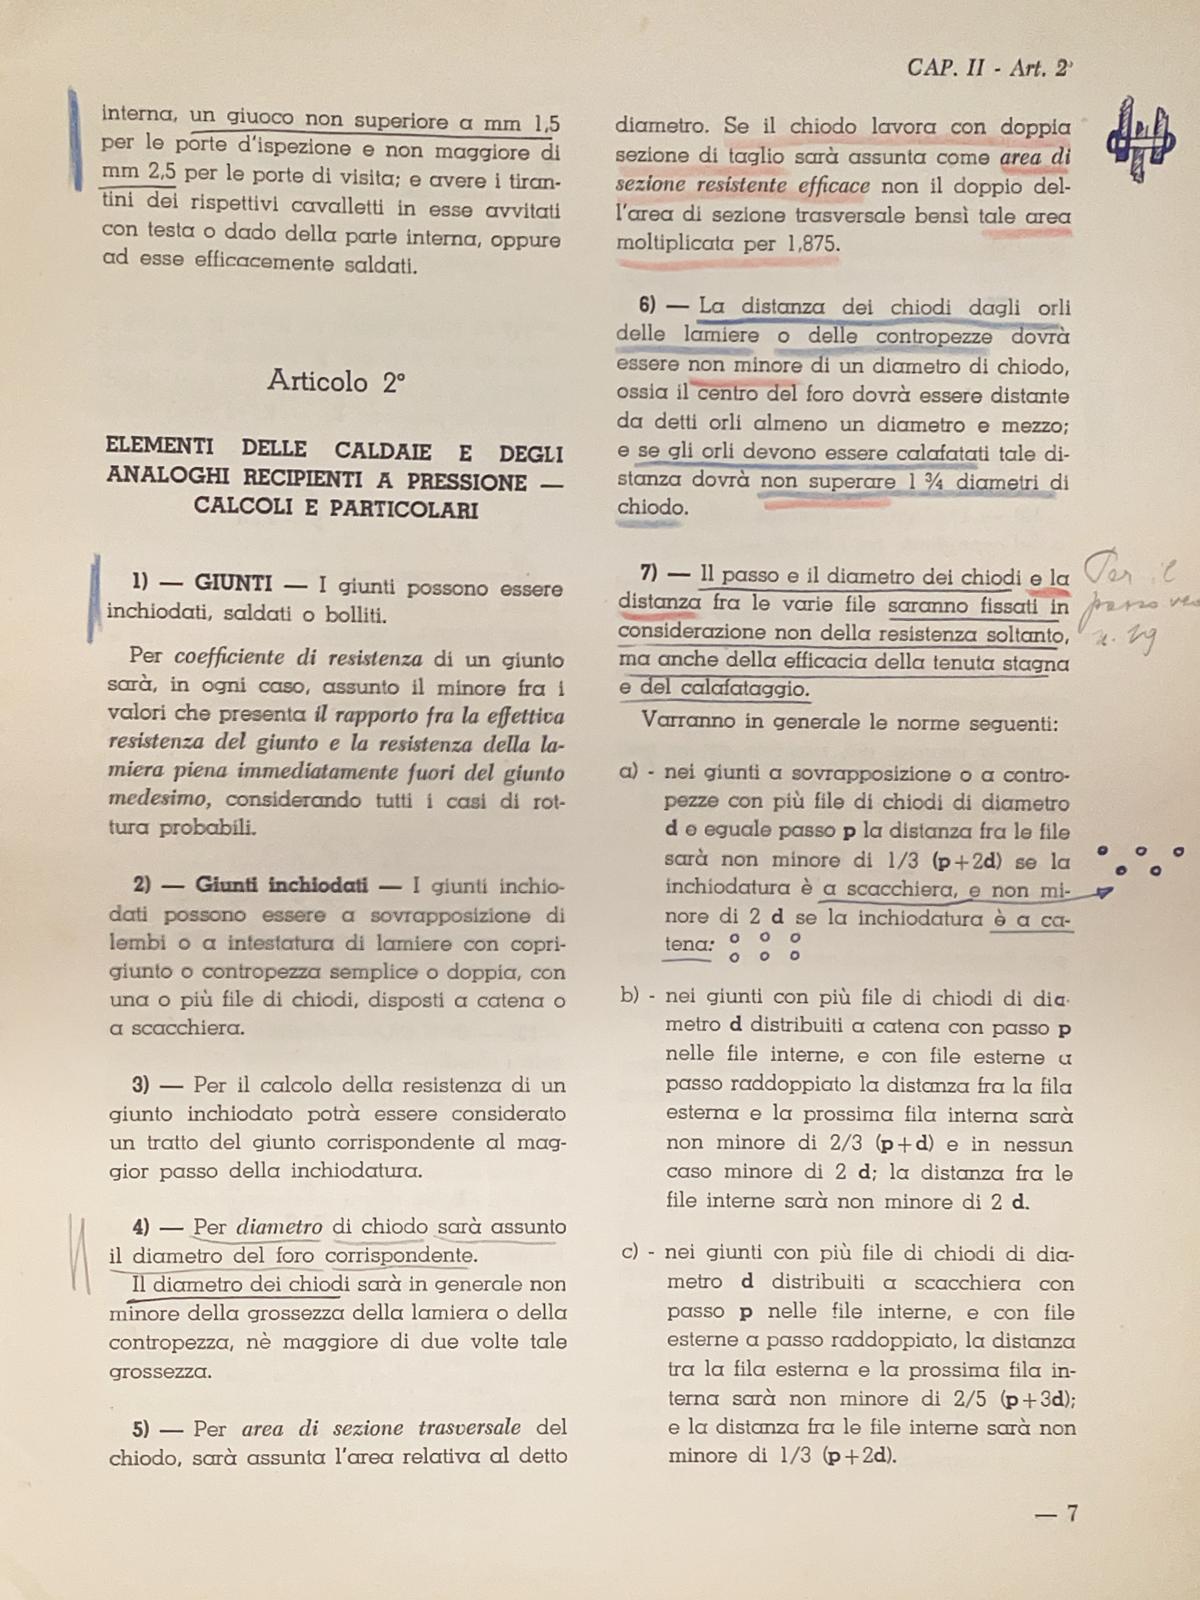 CAP. II - Art. 2°
interna, un giuoco non superiore a mm 1,5
per le porte d'ispezione e non maggiore di
mm 2,5 per le porte di visita; e avere i tiran-
tini dei rispettivi cavalletti in esse avvitati
con testa o dado della parte interna, oppure
ad esse efficacemente saldati.
Articolo 2°
ELEMENTI DELLE CALDAIE E DEGLI
ANALOGHI RECIPIENTI A PRESSIONE —
CALCOLI E PARTICOLARI
1) — GIUNTI — I giunti possono essere
inchiodati, saldati o bolliti.
Per coefficiente di resistenza di un giunto
sarà, in ogni caso, assunto il minore fra i
valori che presenta il rapporto fra la effettiva
resistenza del giunto e la resistenza della la-
miera piena immediatamente fuori del giunto
medesimo, considerando tutti i casi di rot-
tura probabili.
2) — Giunti inchiodati — I giunti inchio-
dati possono essere a sovrapposizione di
lembi o a intestatura di lamiere con copri-
giunto o contropezza semplice o doppia, con
una o più file di chiodi, disposti a catena o
a scacchiera.
3) — Per il calcolo della resistenza di un
giunto inchiodato potrà essere considerato
un tratto del giunto corrispondente al mag-
gior passo della inchiodatura.
4) — Per diametro di chiodo sarà assunto
il diametro del foro corrispondente.
Il diametro dei chiodi sarà in generale non
minore della grossezza della lamiera o della
contropezza, nè maggiore di due volte tale
grossezza.
5) — Per area di sezione trasversale del
chiodo, sarà assunta l'area relativa al detto
diametro. Se il chiodo lavora con doppia
sezione di taglio sarà assunta come area di
sezione resistente efficace non il doppio del-
l'area di sezione trasversale bensì tale area
moltiplicata per 1,875.
6) — La distanza dei chiodi dagli orli
delle lamiere o delle contropezze dovrà
essere non minore di un diametro di chiodo,
ossia il centro del foro dovrà essere distante
da detti orli almeno un diametro e mezzo;
e se gli orli devono essere calafatati tale di-
stanza dovrà non superare 1 ¾ diametri di
chiodo.
7) — Il passo e il diametro dei chiodi e la
distanza fra le varie file saranno fissati in
considerazione non della resistenza soltanto,
ma anche della efficacia della tenuta stagna
e del calafataggio.
Per il
passo
n. 29
Varranno in generale le norme seguenti:
a) - nei giunti a sovrapposizione o a contro-
pezze con più file di chiodi di diametro
d e eguale passo p la distanza fra le file
sarà non minore di 1/3 (p+2d) se la
inchiodatura è a scacchiera, e non mi-
nore di 2 d se la inchiodatura è a ca-
tena:
b) - nei giunti con più file di chiodi di dia-
metro d distribuiti a catena con passo p
nelle file interne, e con file esterne a
passo raddoppiato la distanza fra la fila
esterna e la prossima fila interna sarà
non minore di 2/3 (p+d) e in nessun
caso minore di 2 d; la distanza fra le
file interne sarà non minore di 2 d.
c) - nei giunti con più file di chiodi di dia-
metro d distribuiti a scacchiera con
passo p nelle file interne, e con file
esterne a passo raddoppiato, la distanza
tra la fila esterna e la prossima fila in-
terna sarà non minore di 2/5 (p+3d);
e la distanza fra le file interne sarà non
minore di 1/3 (p+2d).
— 7